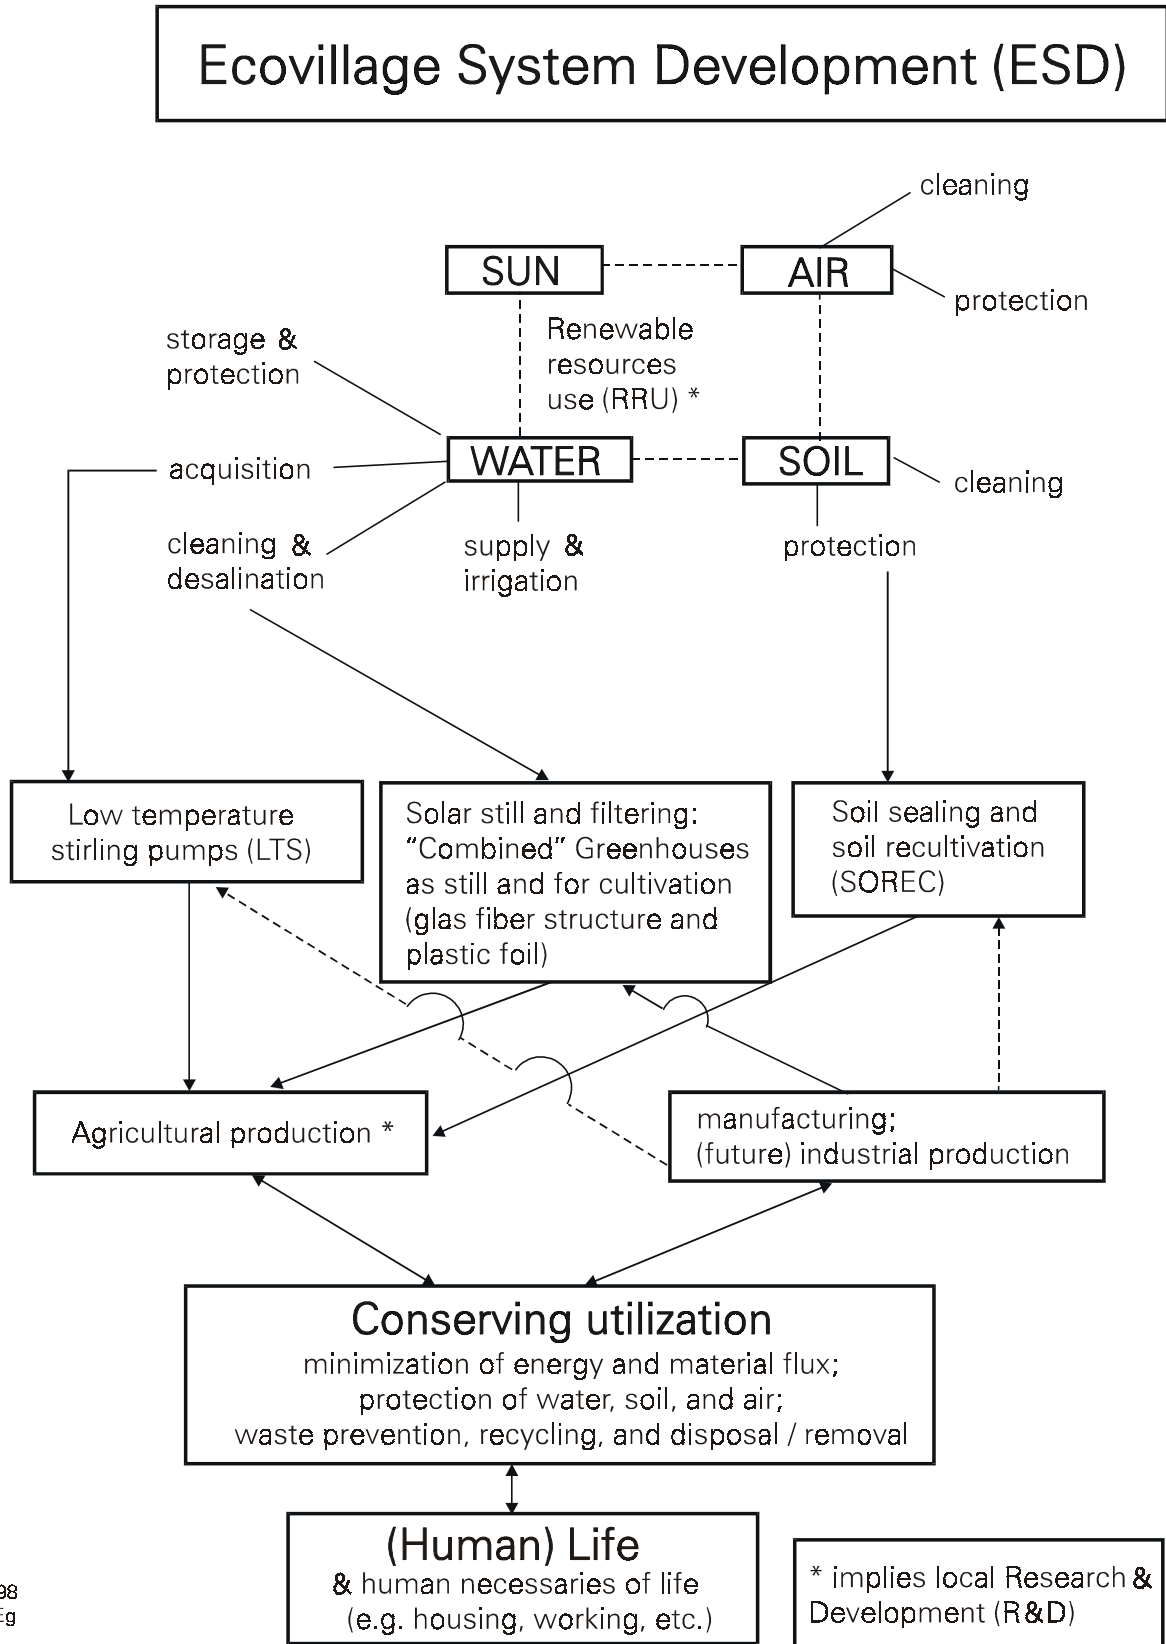 Ecovillage System Development (ESD)
cleaning
SUN
AIR
protection
Renewable
resources
use (RRU) *
storage &
protection
WATER
SOIL
acquisition
cleaning
cleaning &
desalination
supply &
irrigation
protection
Low temperature
stirling pumps (LTS)
Solar still and filtering:
“Combined” Greenhouses
as still and for cultivation
(glas fiber structure and
plastic foil)
Soil sealing and
soil recultivation
(SOREC)
Agricultural production *
manufacturing;
(future) industrial production
Conserving utilization
minimization of energy and material flux;
protection of water, soil, and air;
waste prevention, recycling, and disposal / removal
(Human) Life
& human necessaries of life
(e.g. housing, working, etc.)
* implies local Research &
Development (R&D)
98
Eg